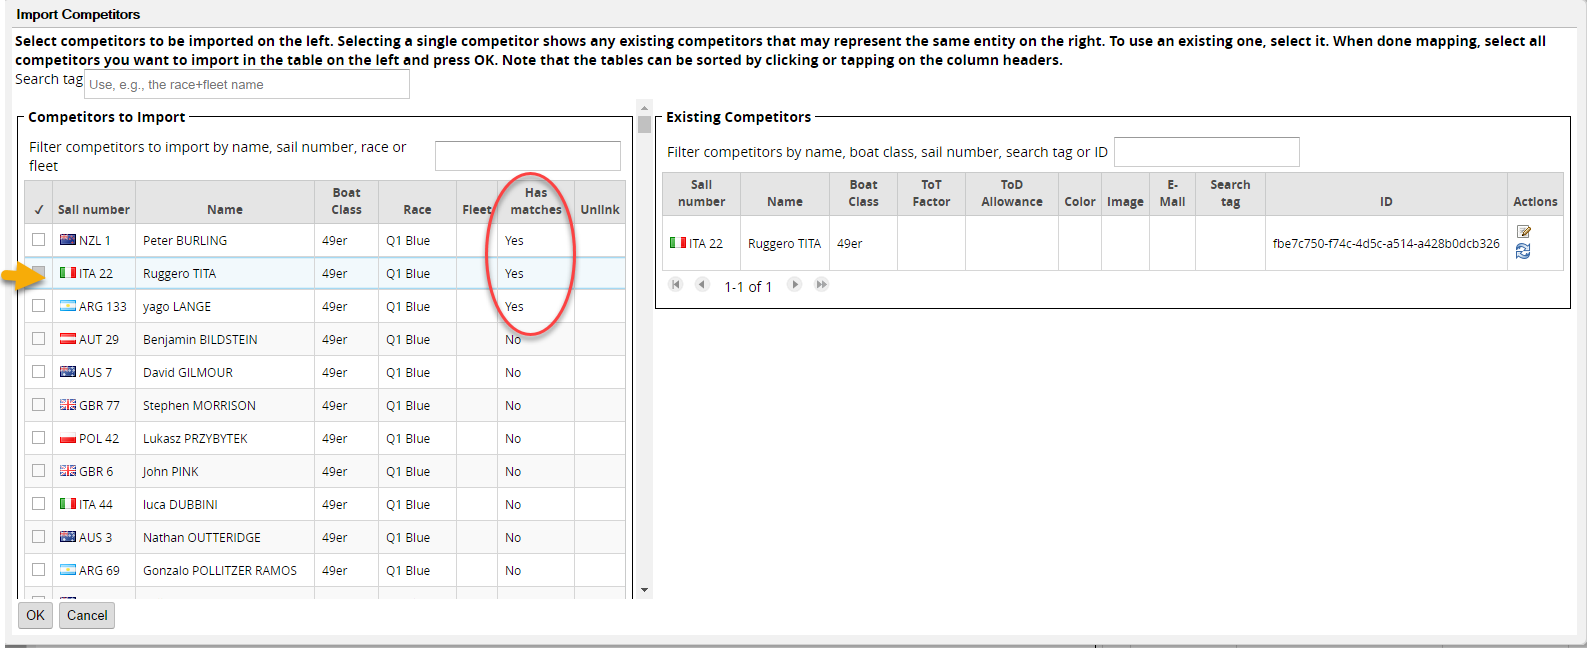 Import Competitors
Select competitors to be imported on the left. Selecting a single competitor shows any existing competitors that may represent the same entity on the right. To use an existing one, select it. When done mapping, select all
competitors you want to import in the table on the left and press OK. Note that the tables can be sorted by clicking or tapping on the column headers.
Search tag Use, e.g., the race+fleet name
Competitors to Import
Filter competitors to import by name, sail number, race or
fleet
✓ Sail number Name Boat Class Race Fleet Has matches Unlink
NZL 1 Peter BURLING 49er Q1 Blue Yes
ITA 22 Ruggero TITA 49er Q1 Blue Yes
ARG 133 yago LANGE 49er Q1 Blue Yes
AUT 29 Benjamin BILDSTEIN 49er Q1 Blue No
AUS 7 David GILMOUR 49er Q1 Blue No
GBR 77 Stephen MORRISON 49er Q1 Blue No
POL 42 Lukasz PRZYBYTEK 49er Q1 Blue No
GBR 6 John PINK 49er Q1 Blue No
ITA 44 luca DUBBINI 49er Q1 Blue No
AUS 3 Nathan OUTTERIDGE 49er Q1 Blue No
ARG 69 Gonzalo POLLITZER RAMOS 49er Q1 Blue No
Existing Competitors
Filter competitors by name, boat class, sail number, search tag or ID
Sail number Name Boat Class ToT Factor ToD Allowance Color Image E-Mail Search tag ID Actions
ITA 22 Ruggero TITA 49er fbe7c750-f74c-4d5c-a514-a428b0dcb326
1-1 of 1
OK Cancel